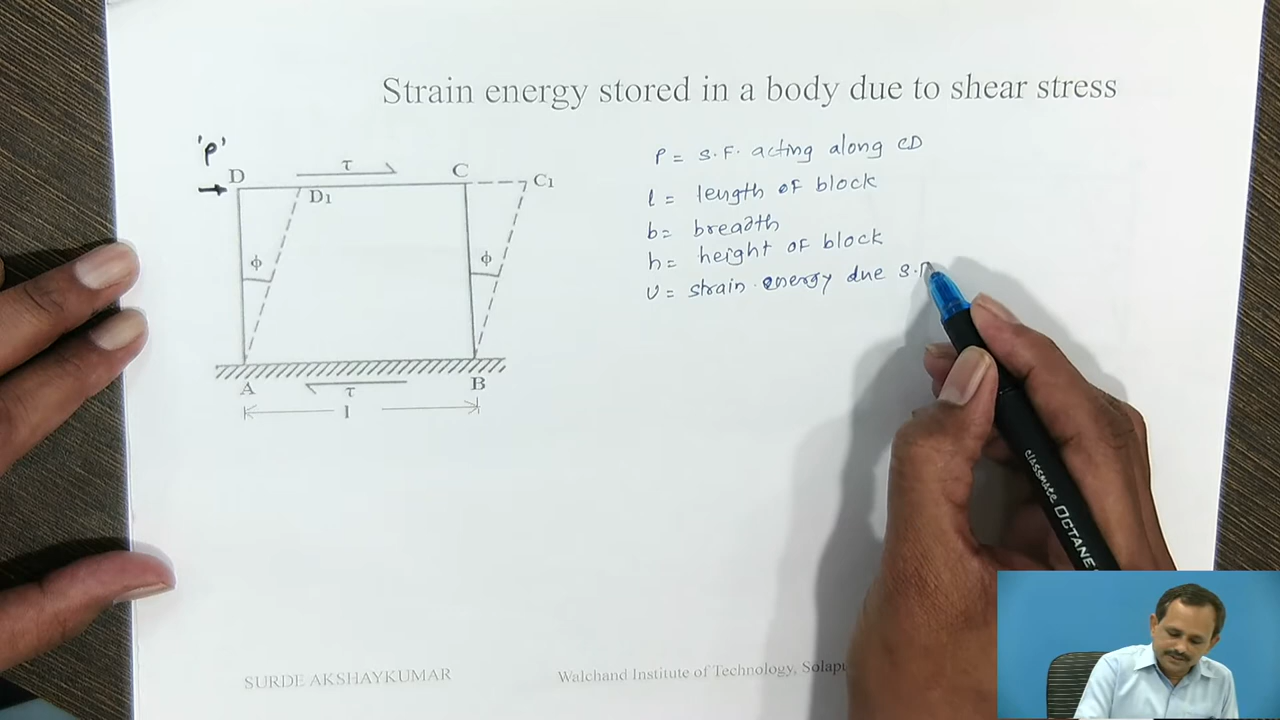 Strain energy stored in a body due to shear stress
'P'
D
τ
C
C1
D1
ϕ
ϕ
A
τ
B
l
P = S.F. acting along CD
l = length of block
b = breadth
h = height of block
U = strain energy due
classmate OCTANE
SURDE AKSHAYKUMAR
Walchand Institute of Technology,